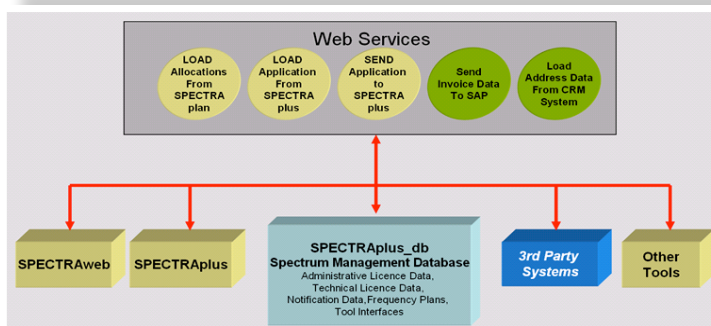 Web Services
LOAD
Allocations
From
SPECTRA
plan
LOAD
Application
From
SPECTRA
plus
SEND
Application
to
SPECTRA
plus
Send
Invoice Data
To SAP
Load
Address Data
From CRM
System
SPECTRAweb
SPECTRAplus
SPECTRAplus_db
Spectrum Management Database
Administrative Licence Data,
Technical Licence Data,
Notification Data,Frequency Plans,
Tool Interfaces
3rd Party
Systems
Other
Tools